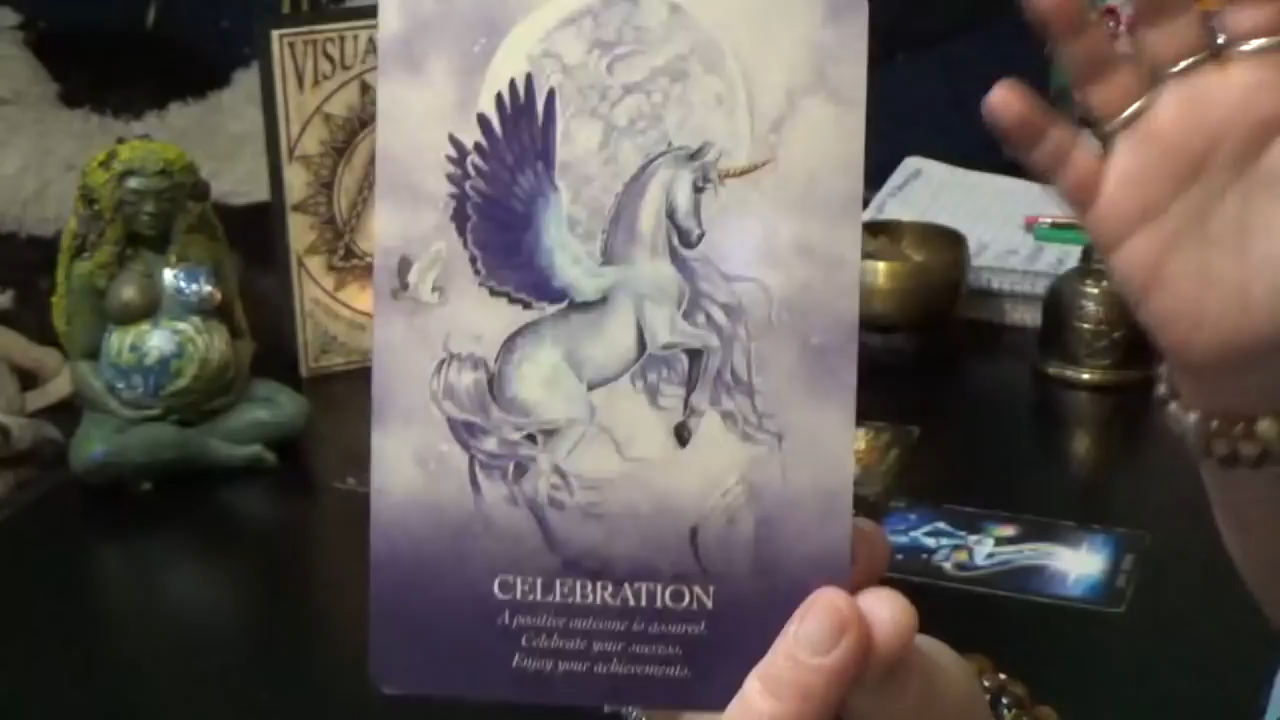 VISUA
CELEBRATION
A positive outcome is assured.
Celebrate your success.
Enjoy your achievements.